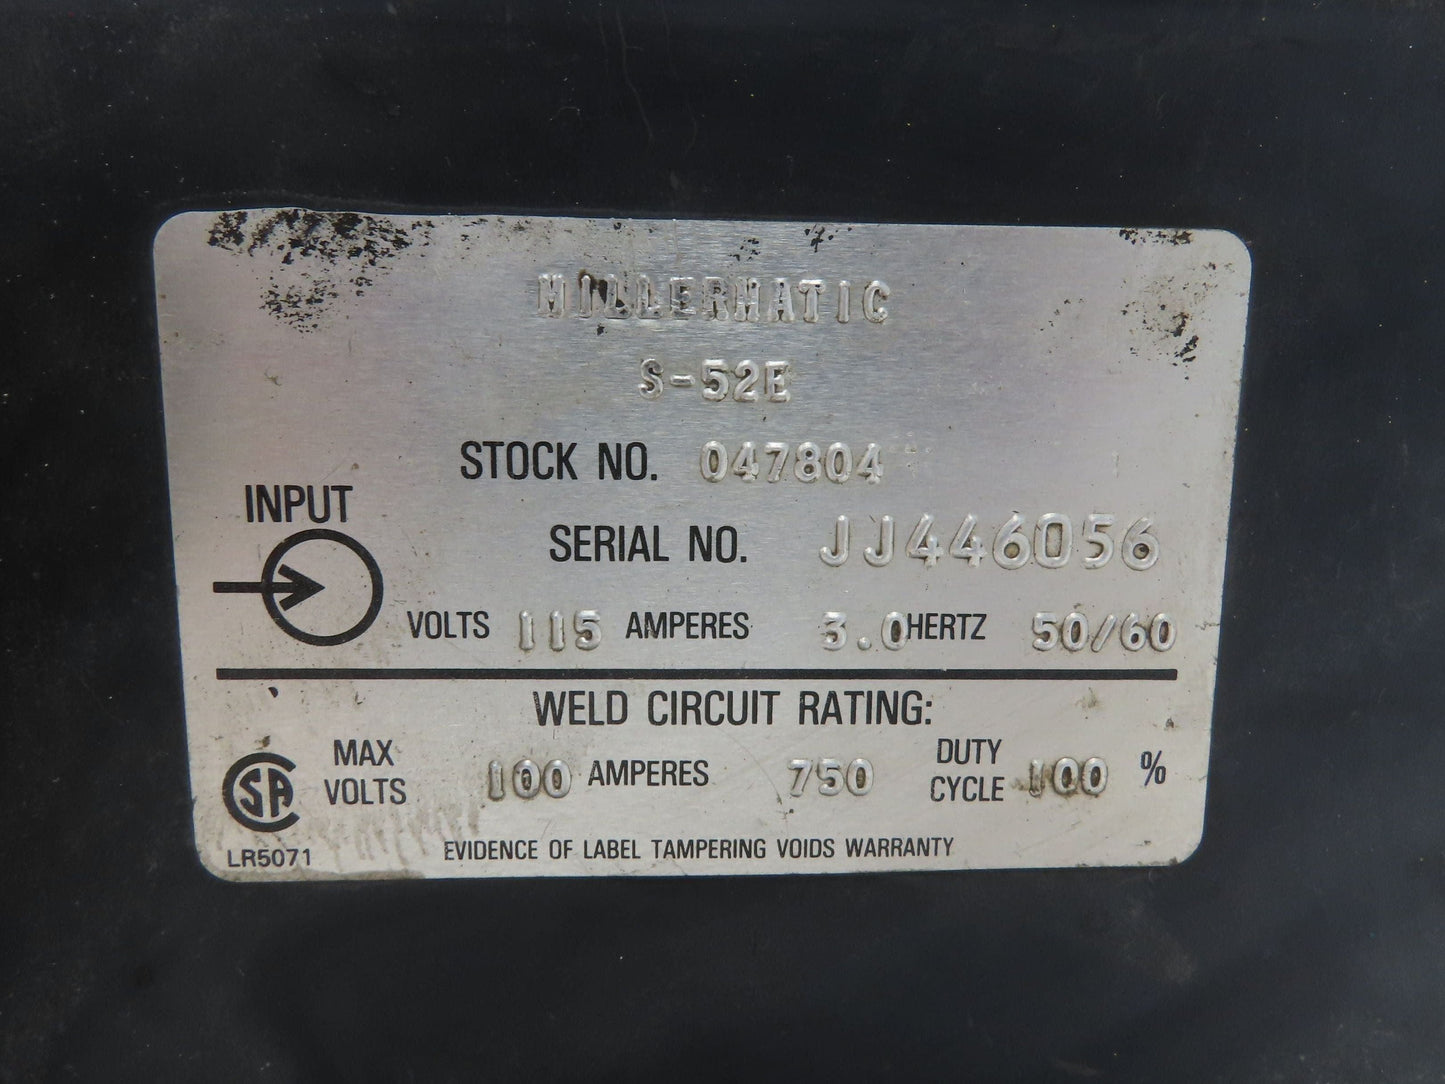 MILLERMATIC
S-52E
STOCK NO. 047804
INPUT
SERIAL NO. JJ446056
VOLTS 115 AMPERES 3.0 HERTZ 50/60
WELD CIRCUIT RATING:
MAX VOLTS 100 AMPERES 750 DUTY CYCLE 100 %
SA
LR5071
EVIDENCE OF LABEL TAMPERING VOIDS WARRANTY